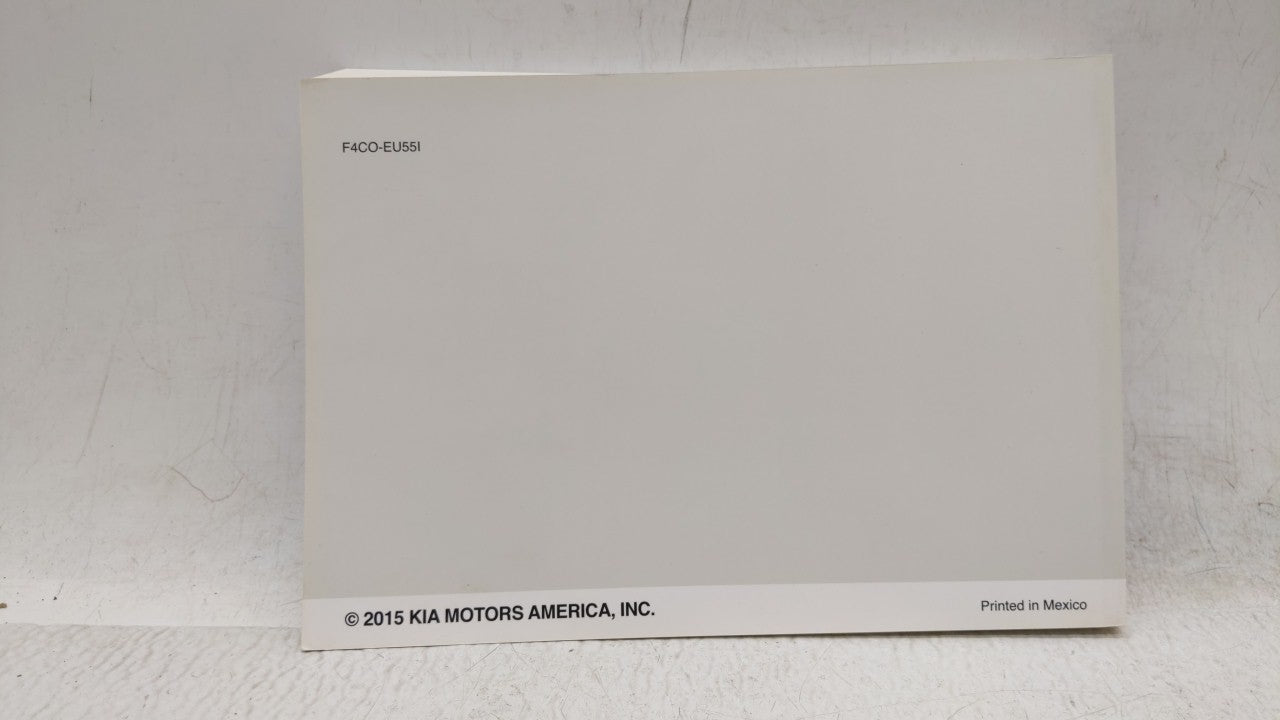 F4CO-EU55I
© 2015 KIA MOTORS AMERICA, INC.
Printed in Mexico